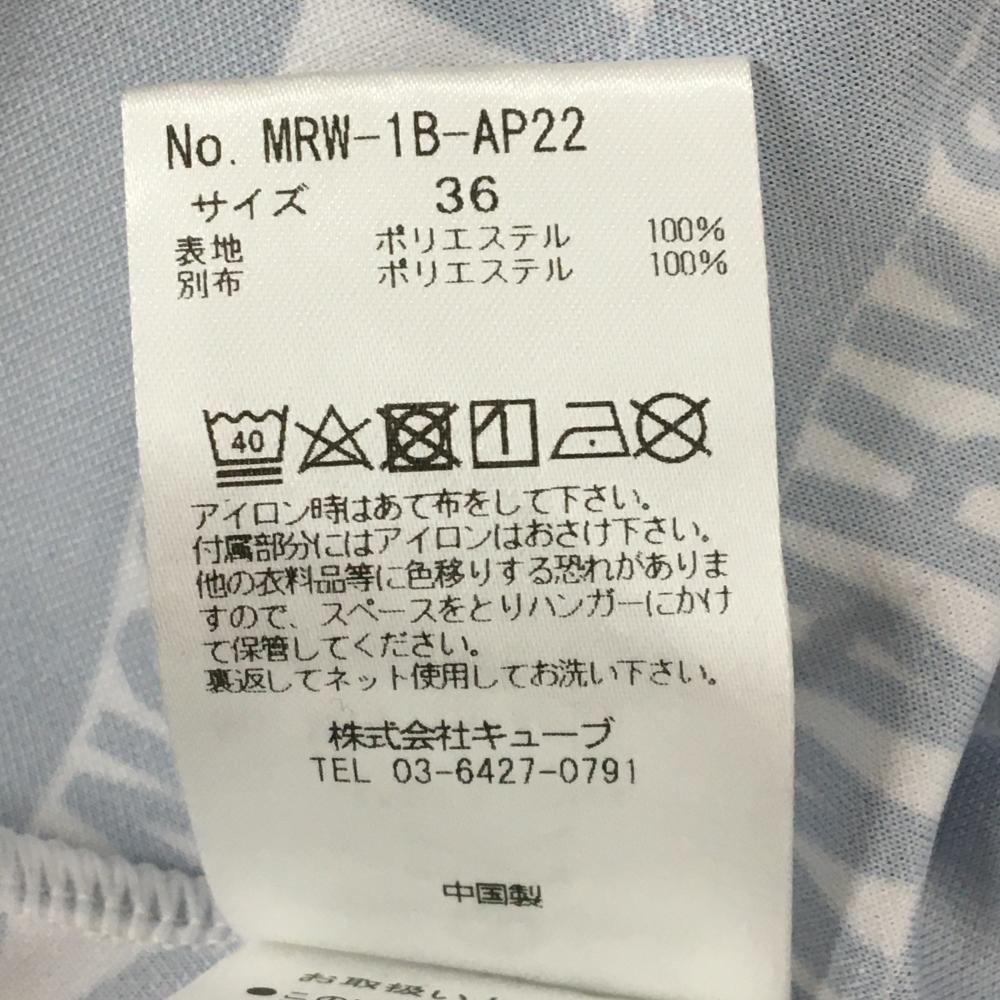 No. MRW-1B-AP22
サイズ 36
表地 ポリエステル 100%
別布 ポリエステル 100%
40
アイロン時はあて布をして下さい。
付属部分にはアイロンはおさけ下さい。
他の衣料品等に色移りする恐れがありま
すので、スペースをとりハンガーにかけ
て保管してください。
裏返してネット使用してお洗い下さい。
株式会社キューブ
TEL 03-6427-0791
中国製
お取扱い
●この